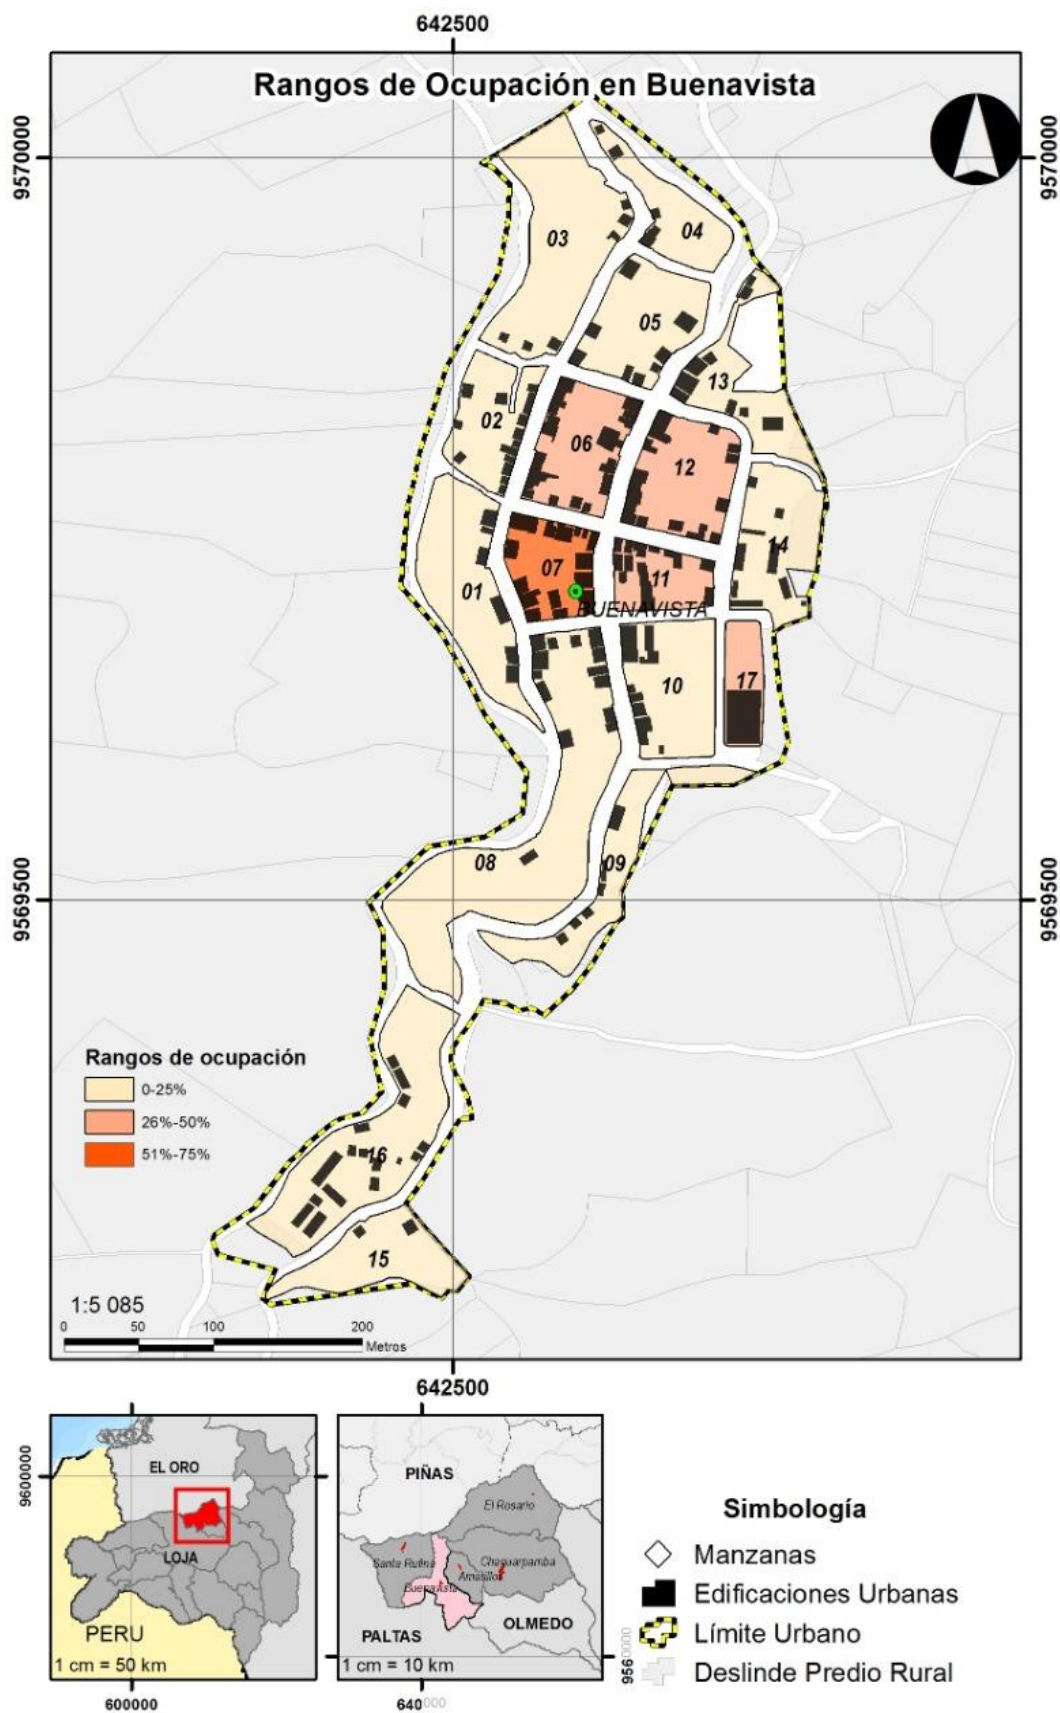 642500
Rangos de Ocupación en Buenavista
9570000
9570000
03
04
05
13
02
06
12
14
01
07
11
BUENAVISTA
10
17
08
09
9569500
9569500
16
15
Rangos de ocupación
0-25%
26%-50%
51%-75%
1:5 085
0 50 100 200
Metros
642500
9600000
EL ORO
LOJA
PERU
1 cm = 50 km
600000
PIÑAS
El Rosario
Santa Rufina
Chaguarpamba
Amarillos
Buenavista
OLMEDO
PALTAS
1 cm = 10 km
9560000
640000
Simbología
Manzanas
Edificaciones Urbanas
Límite Urbano
Deslinde Predio Rural